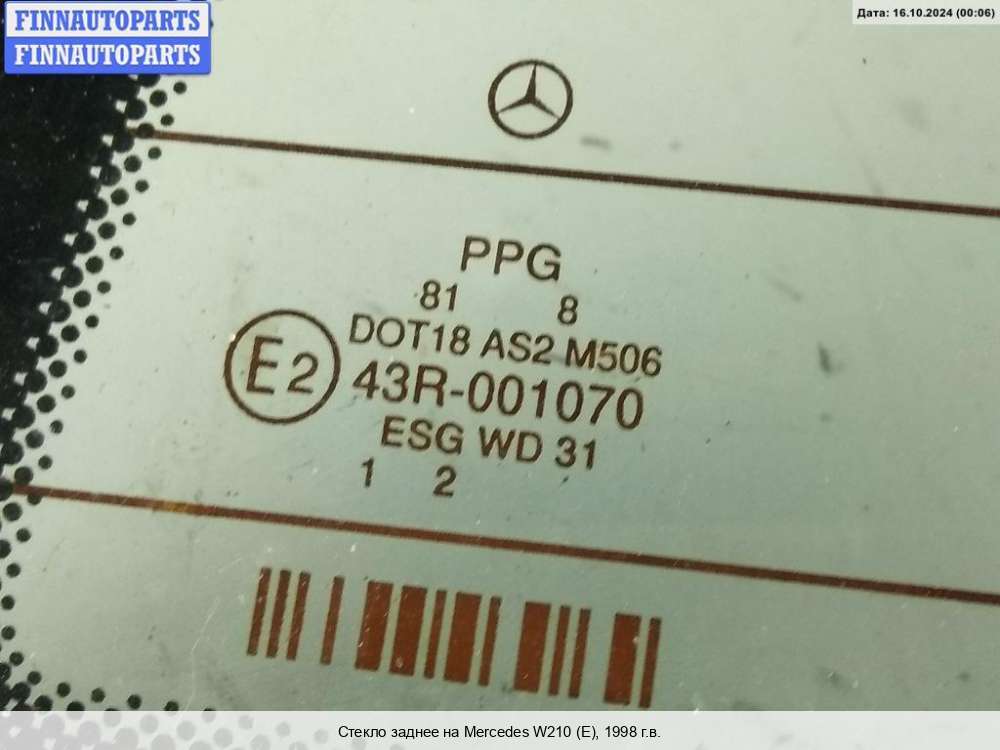 FINNAUTOPARTS
FINNAUTOPARTS
Дата: 16.10.2024 (00:06)
PPG
81 8
DOT18 AS2 M506
E2
43R-001070
ESG WD 31
1 2
Стекло заднее на Mercedes W210 (E), 1998 г.в.